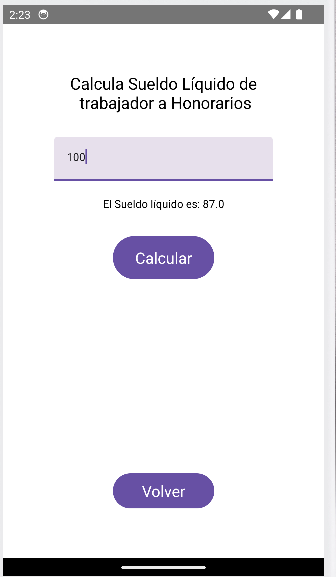 2:23
Calcula Sueldo Líquido de
trabajador a Honorarios
100
El Sueldo líquido es: 87.0
Calcular
Volver